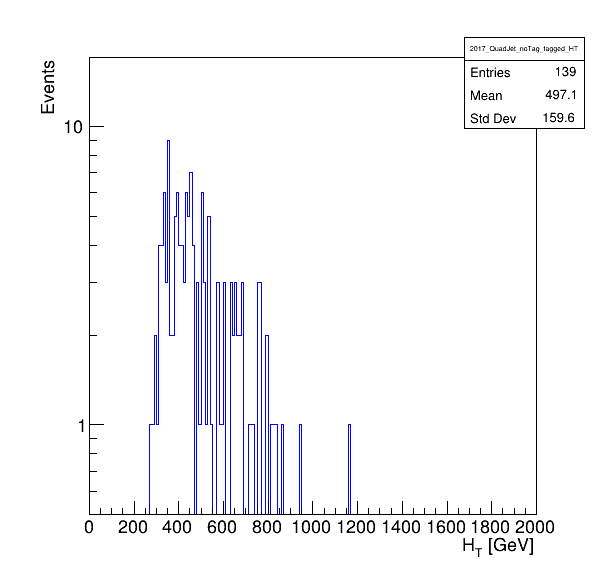 2017_QuadJet_noTag_tagged_HT
Entries 139
Mean 497.1
Std Dev 159.6
Events
10
1
0 200 400 600 800 1000 1200 1400 1600 1800 2000
H_T [GeV]